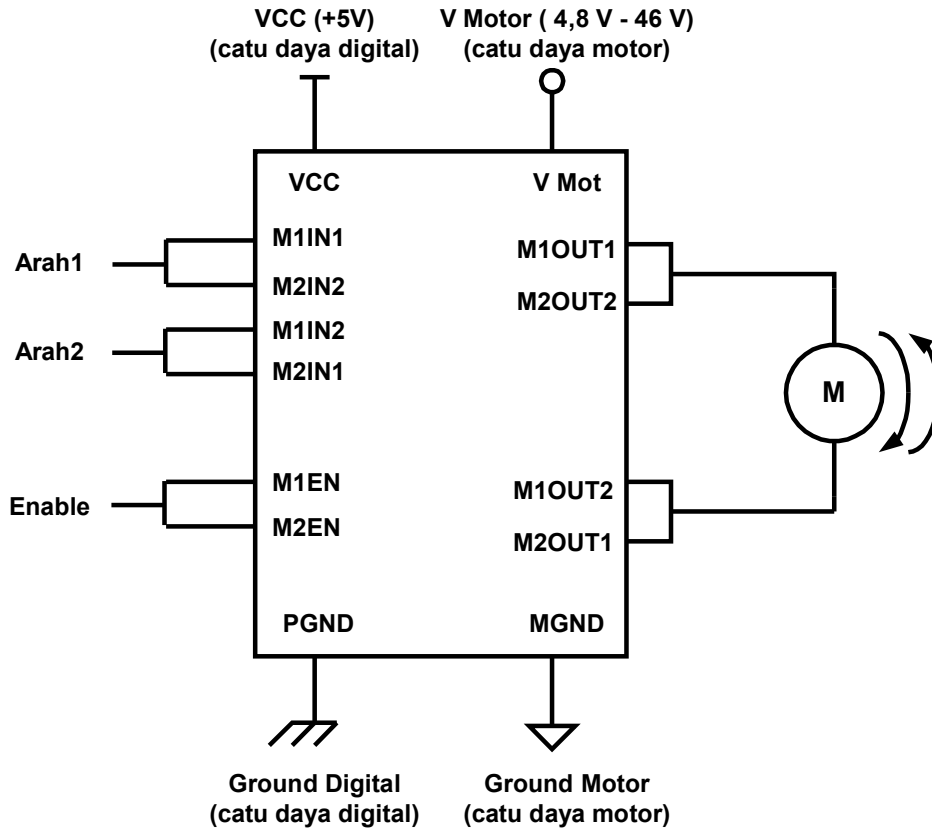 VCC (+5V)
(catu daya digital)
V Motor ( 4,8 V - 46 V)
(catu daya motor)
VCC
V Mot
Arah1
M1IN1
M2IN2
Arah2
M1IN2
M2IN1
Enable
M1EN
M2EN
M1OUT1
M2OUT2
M
M1OUT2
M2OUT1
PGND
MGND
Ground Digital
(catu daya digital)
Ground Motor
(catu daya motor)